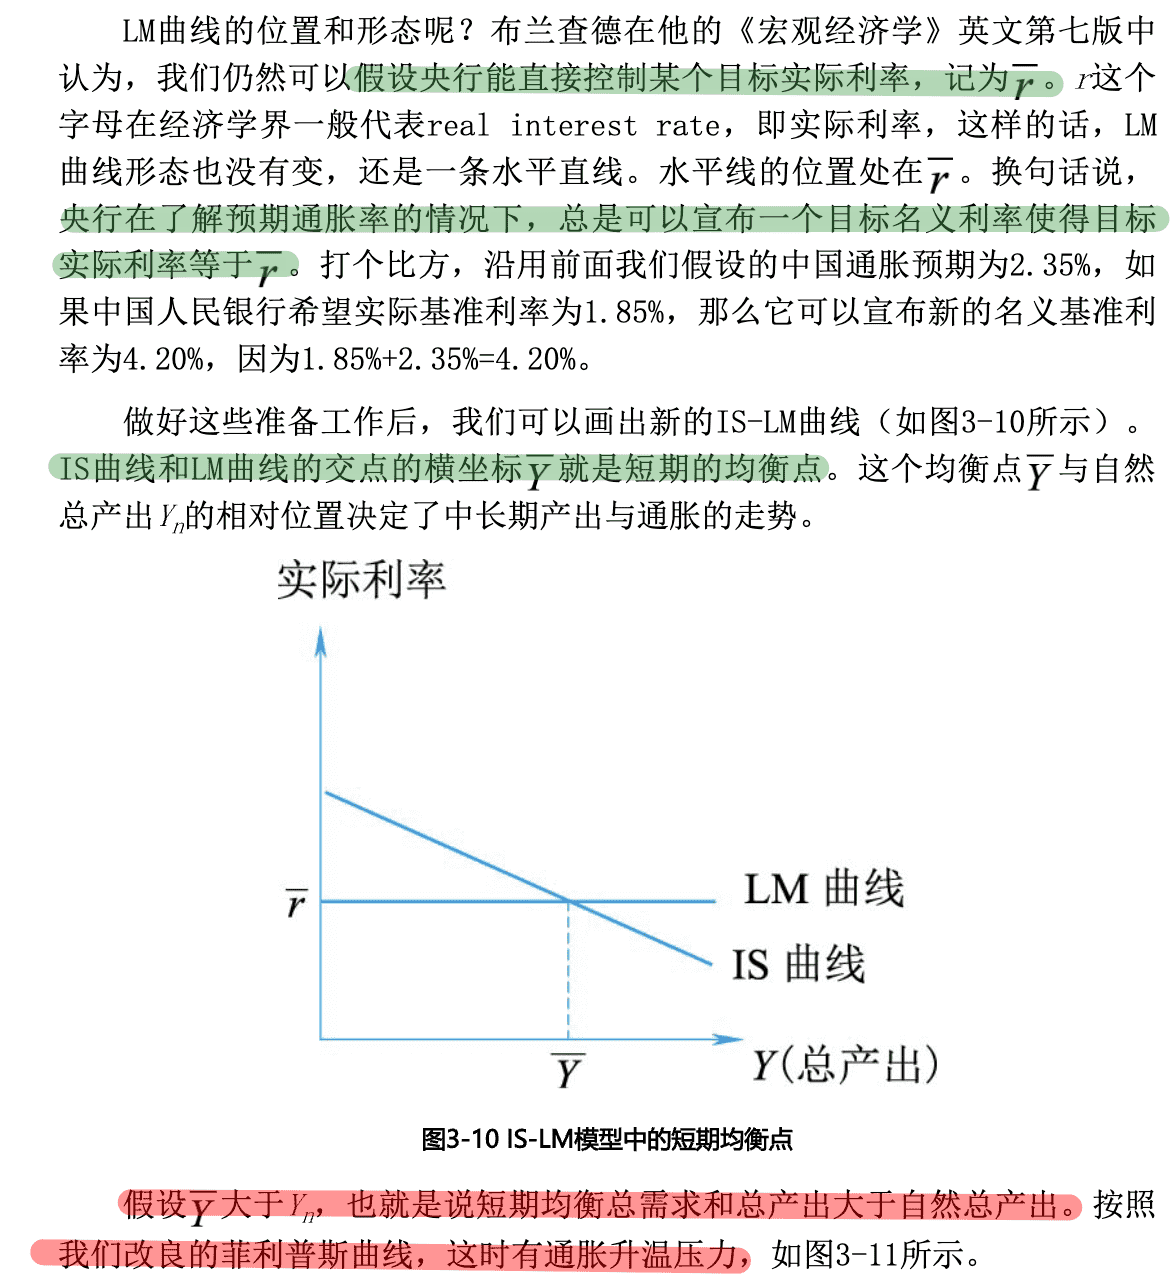 LM曲线的位置和形态呢？布兰查德在他的《宏观经济学》英文第七版中
认为，我们仍然可以假设央行能直接控制某个目标实际利率，记为r̅。r这个
字母在经济学界一般代表real interest rate，即实际利率，这样的话，LM
曲线形态也没有变，还是一条水平直线。水平线的位置处在r̅。换句话说，
央行在了解预期通胀率的情况下，总是可以宣布一个目标名义利率使得目标
实际利率等于r̅。打个比方，沿用前面我们假设的中国通胀预期为2.35%，如
果中国人民银行希望实际基准利率为1.85%，那么它可以宣布新的名义基准利
率为4.20%，因为1.85%+2.35%=4.20%。
做好这些准备工作后，我们可以画出新的IS-LM曲线（如图3-10所示）。
IS曲线和LM曲线的交点的横坐标Y̅就是短期的均衡点。这个均衡点Y̅与自然
总产出Yn的相对位置决定了中长期产出与通胀的走势。
实际利率
r̅
LM 曲线
IS 曲线
Y̅
Y(总产出)
图3-10 IS-LM模型中的短期均衡点
假设Y̅大于Yn，也就是说短期均衡总需求和总产出大于自然总产出。按照
我们改良的菲利普斯曲线，这时有通胀升温压力，如图3-11所示。